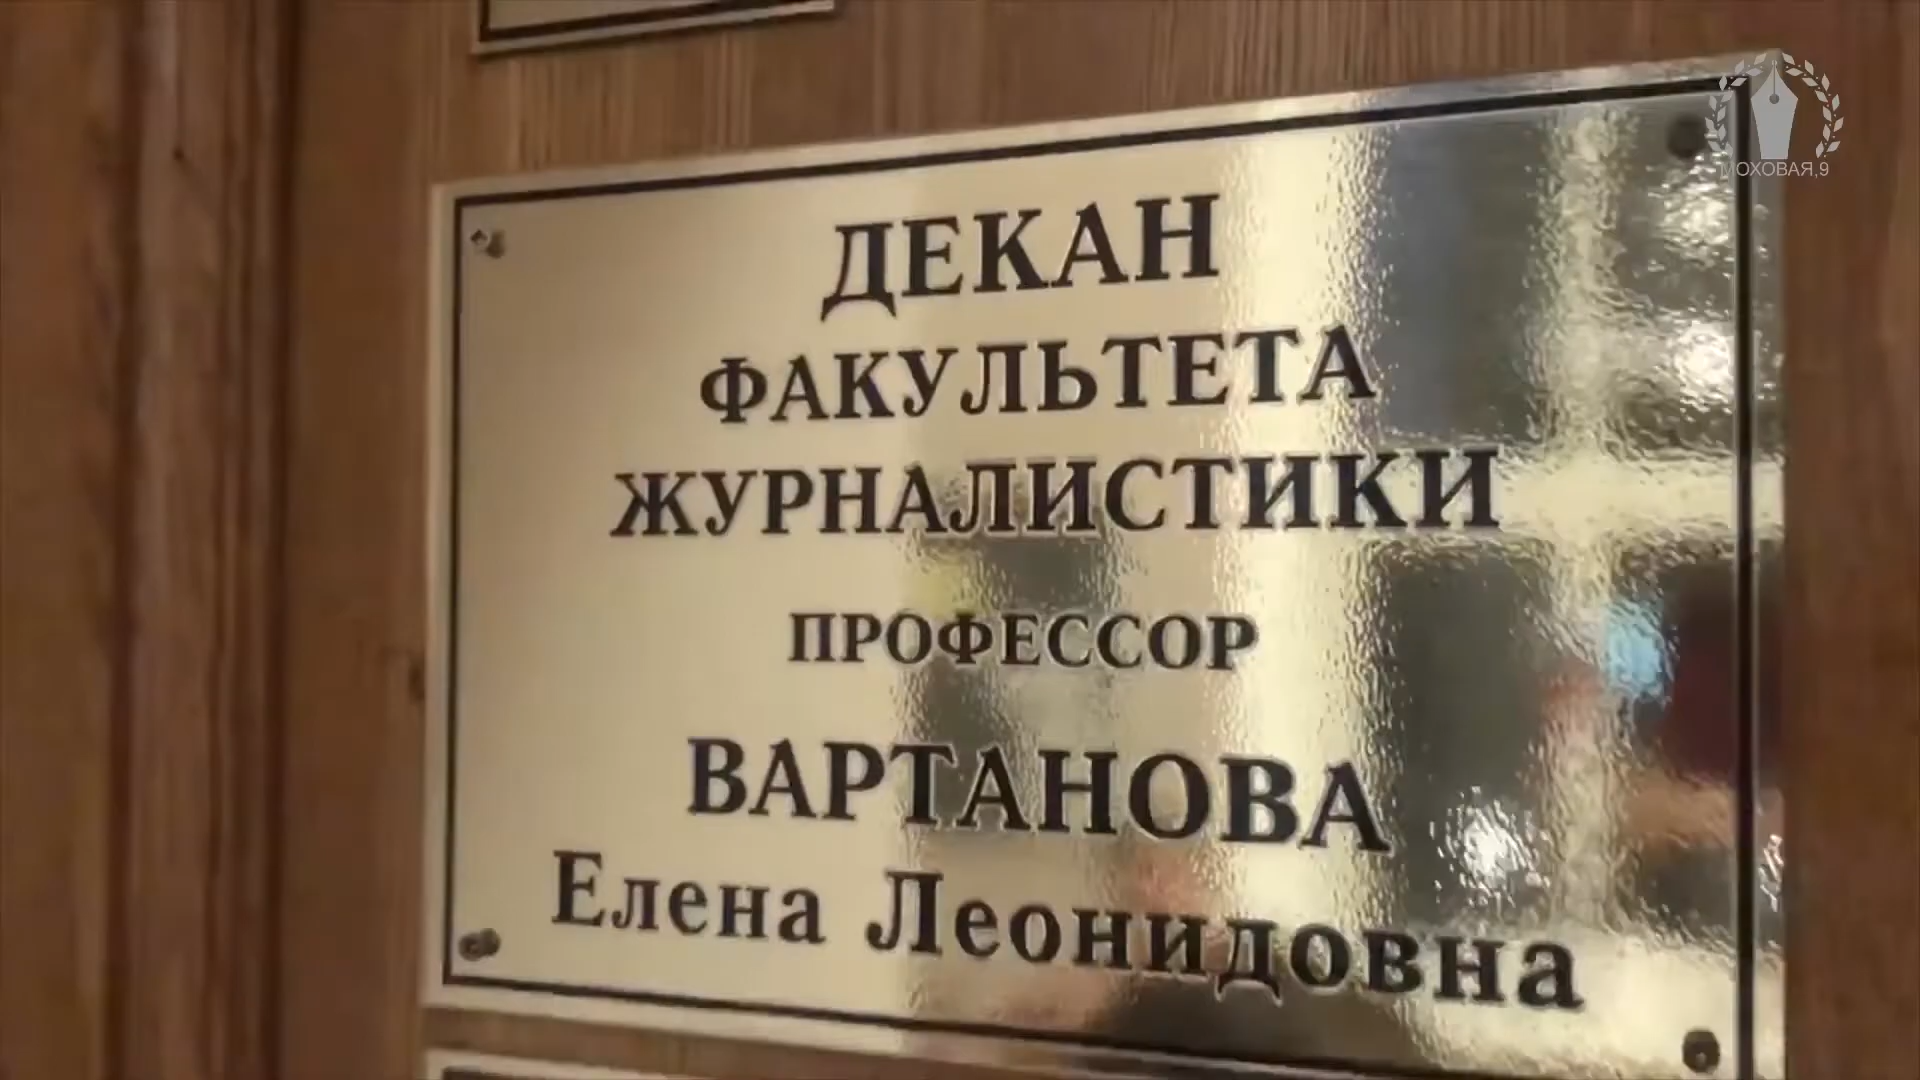 МОХОВАЯ,9
ДЕКАН
ФАКУЛЬТЕТА
ЖУРНАЛИСТИКИ
ПРОФЕССОР
ВАРТАНОВА
Елена Леонидовна